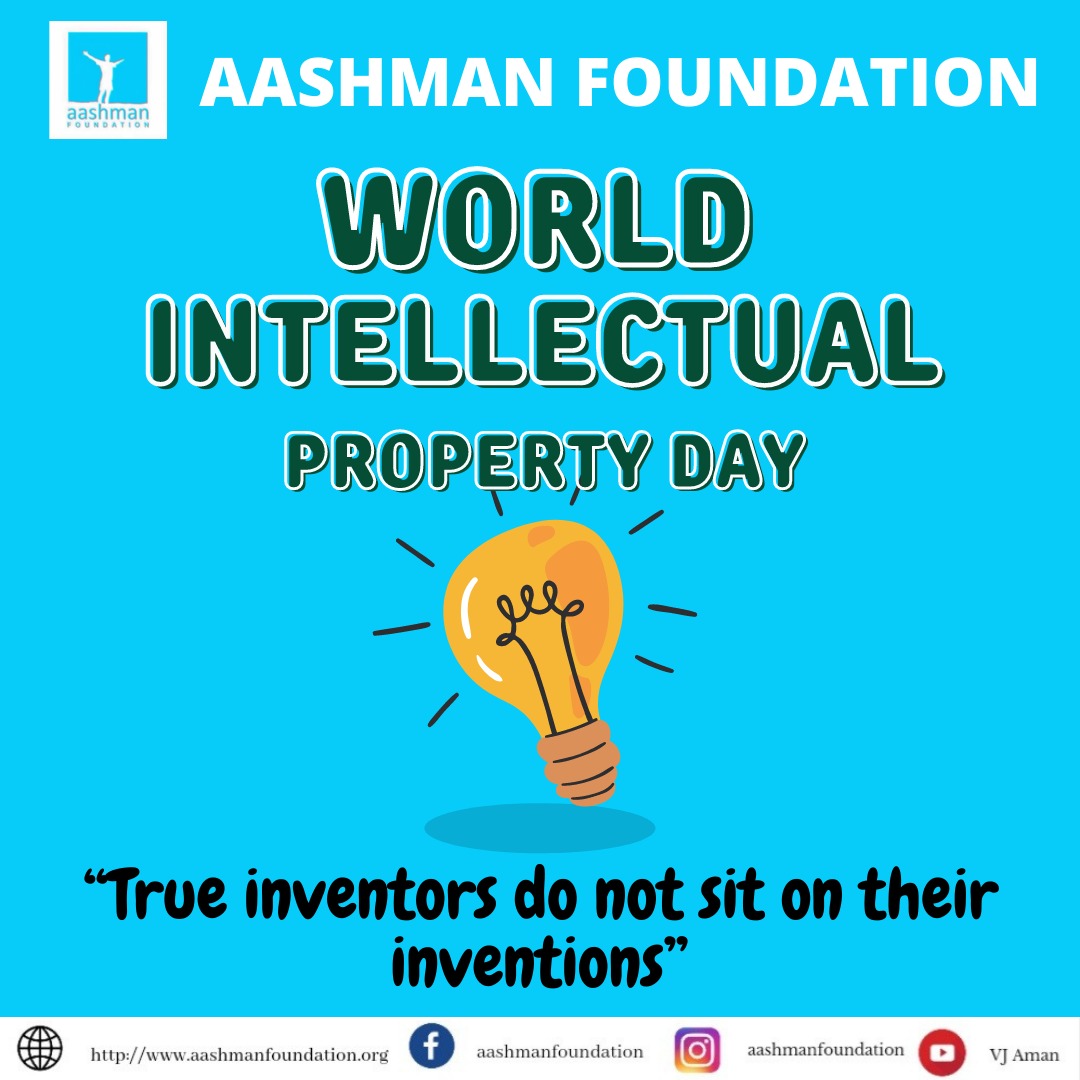 aashman
FOUNDATION
AASHMAN FOUNDATION
WORLD
INTELLECTUAL
PROPERTY DAY
“True inventors do not sit on their
inventions”
http://www.aashmanfoundation.org aashmanfoundation aashmanfoundation VJ Aman